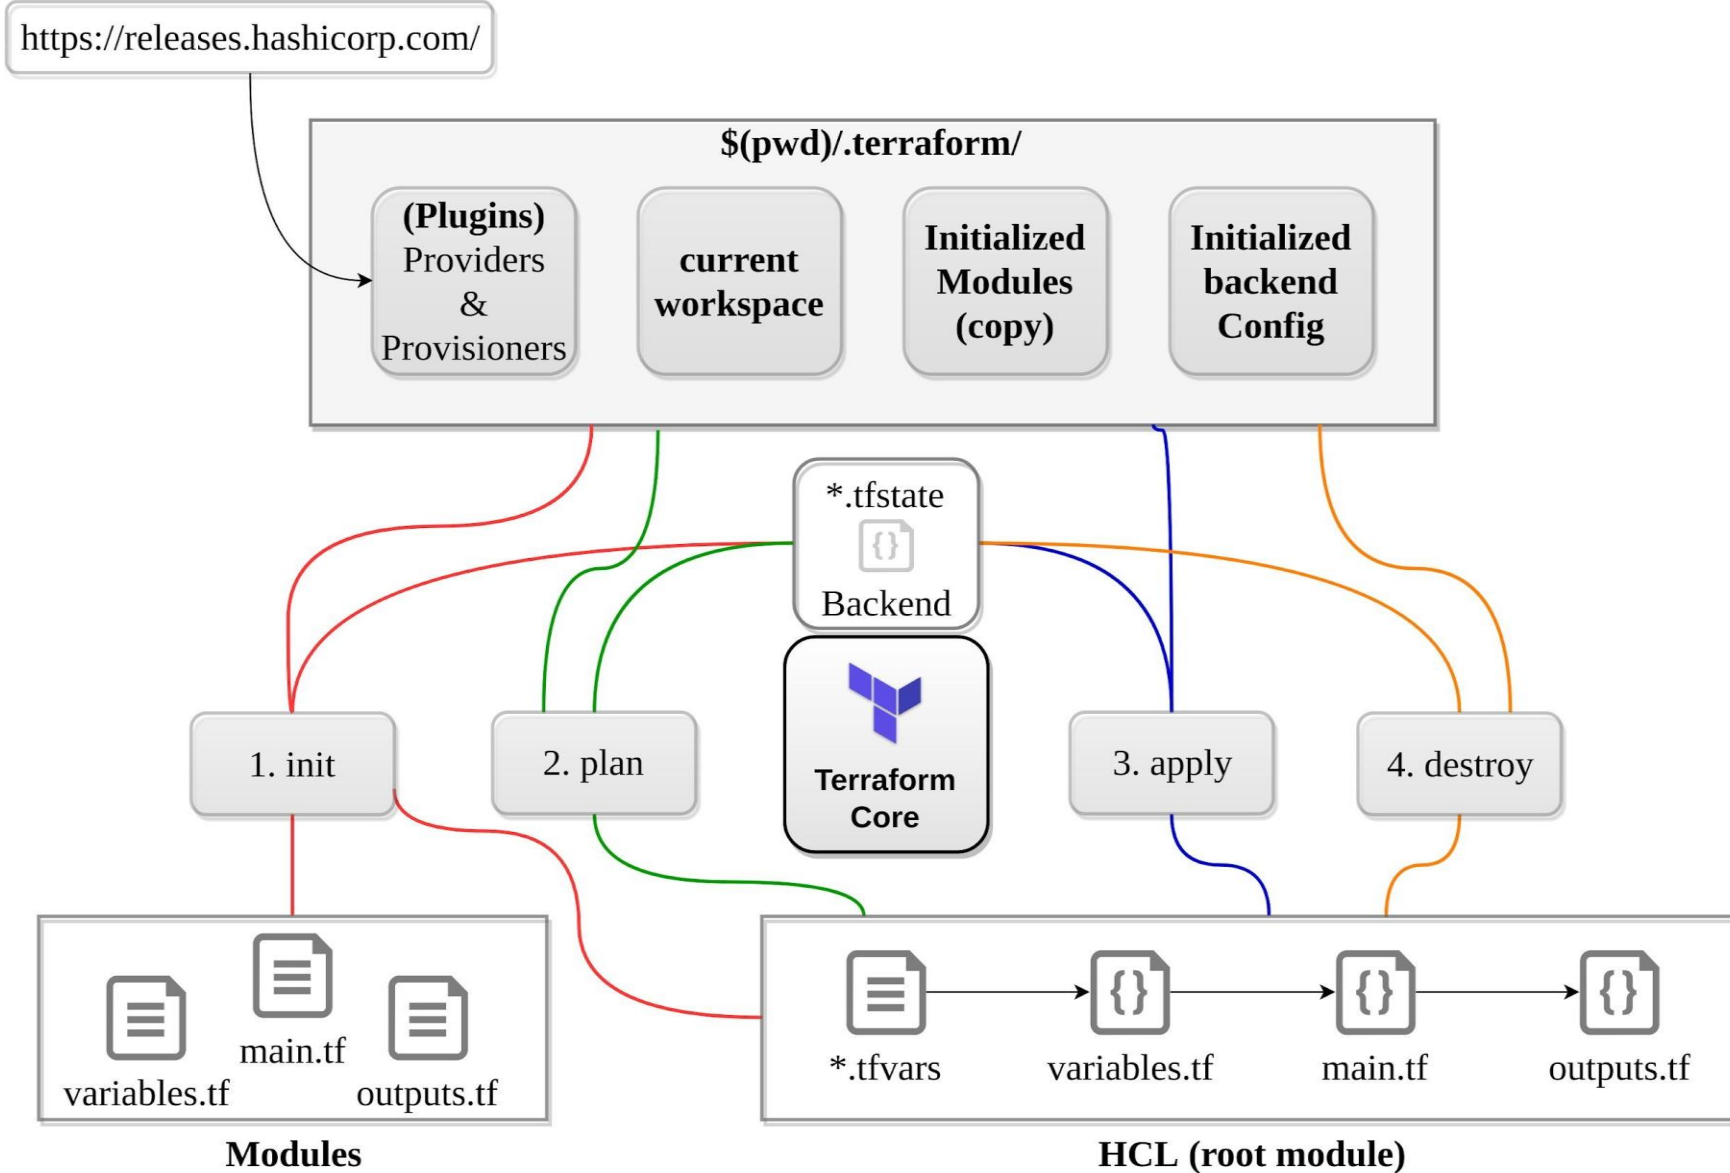 https://releases.hashicorp.com/
$(pwd)/.terraform/
(Plugins)
Providers
&
Provisioners
current
workspace
Initialized
Modules
(copy)
Initialized
backend
Config
*.tfstate
{}
Backend
1. init
2. plan
Terraform
Core
3. apply
4. destroy
variables.tf
main.tf
outputs.tf
Modules
*.tfvars
{}
variables.tf
{}
main.tf
{}
outputs.tf
HCL (root module)